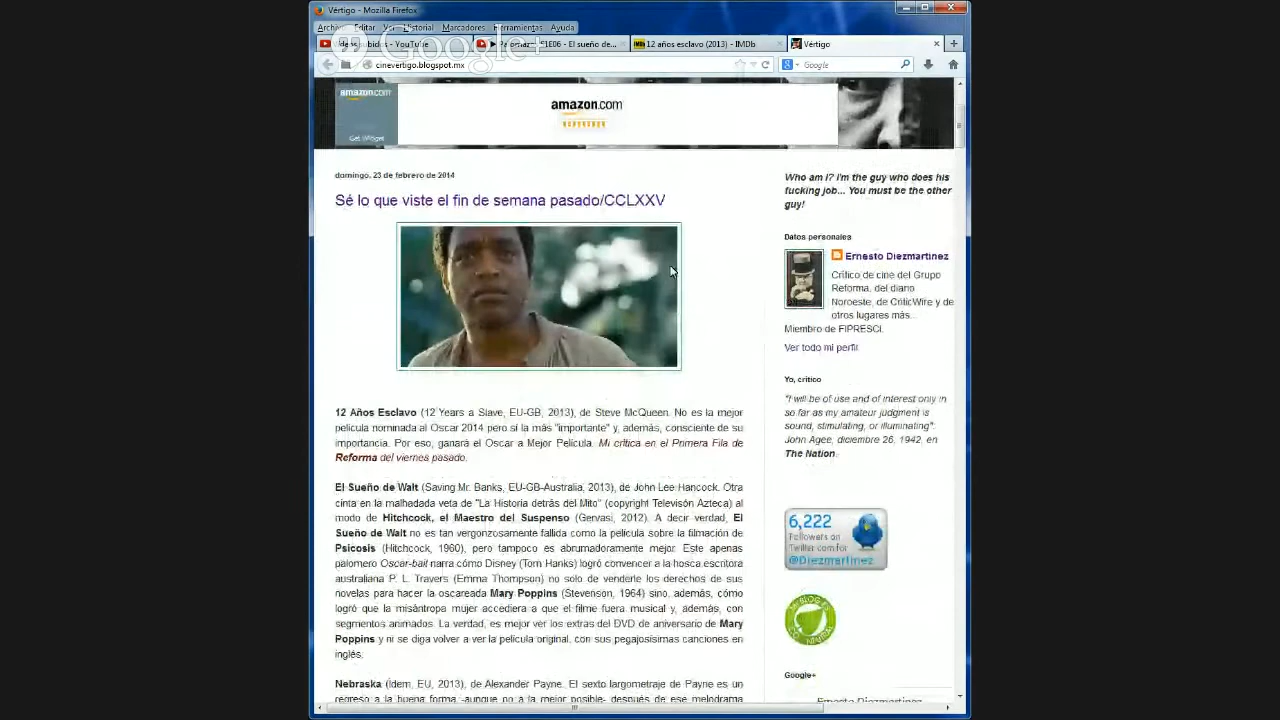 Vértigo - Mozilla Firefox
Archivo Editar Ver Historial Marcadores Herramientas Ayuda
Google+
YouTube
E06 - El sueño de...
12 años esclavo (2013) - IMDb
Vértigo
cinevertigo.blogspot.mx
Google
amazon.com
Get Widget
amazon.com
domingo, 23 de febrero de 2014
Sé lo que viste el fin de semana pasado/CCLXXV
12 Años Esclavo (12 Years a Slave, EU-GB, 2013), de Steve McQueen. No es la mejor
película nominada al Oscar 2014 pero sí la más "importante" y, además, consciente de su
importancia. Por eso, ganará el Oscar a Mejor Película. Mi crítica en el Primera Fila de
Reforma del viernes pasado.
El Sueño de Walt (Saving Mr. Banks, EU-GB-Australia, 2013), de John Lee Hancock. Otra
cinta en la malhadada veta de "La Historia detrás del Mito" (copyright Televisón Azteca) al
modo de Hitchcock, el Maestro del Suspenso (Gervasi, 2012). A decir verdad, El
Sueño de Walt no es tan vergonzosamente fallida como la película sobre la filmación de
Psicosis (Hitchcock, 1960), pero tampoco es abrumadoramente mejor. Este apenas
palomero Oscar-bait narra cómo Disney (Tom Hanks) logró convencer a la hosca escritora
australiana P. L. Travers (Emma Thompson) no solo de venderle los derechos de sus
novelas para hacer la oscareada Mary Poppins (Stevenson, 1964) sino, además, cómo
logró que la misántropa mujer accediera a que el filme fuera musical y, además, con
segmentos animados. La verdad, es mejor ver los extras del DVD de aniversario de Mary
Poppins y ni se diga volver a ver la película original, con sus pegajosísimas canciones en
inglés.
Nebraska (Ídem, EU, 2013), de Alexander Payne. El sexto largometraje de Payne es un
regreso a la buena forma -aunque no a la mejor posible- después de ese melodrama
Who am I? I'm the guy who does his
fucking job... You must be the other
guy!
Datos personales
Ernesto Diezmartinez
Crítico de cine del Grupo
Reforma, del diario
Noroeste, de CriticWire y de
otros lugares más...
Miembro de FIPRESCI.
Ver todo mi perfil
Yo, crítico
"I will be of use and of interest only in
so far as my amateur judgment is
sound, stimulating, or illuminating":
John Agee, diciembre 26, 1942, en
The Nation.
6,222
Followers on
Twitter.com for
@Diezmartinez
Google+
Ernesto Diezmartinez